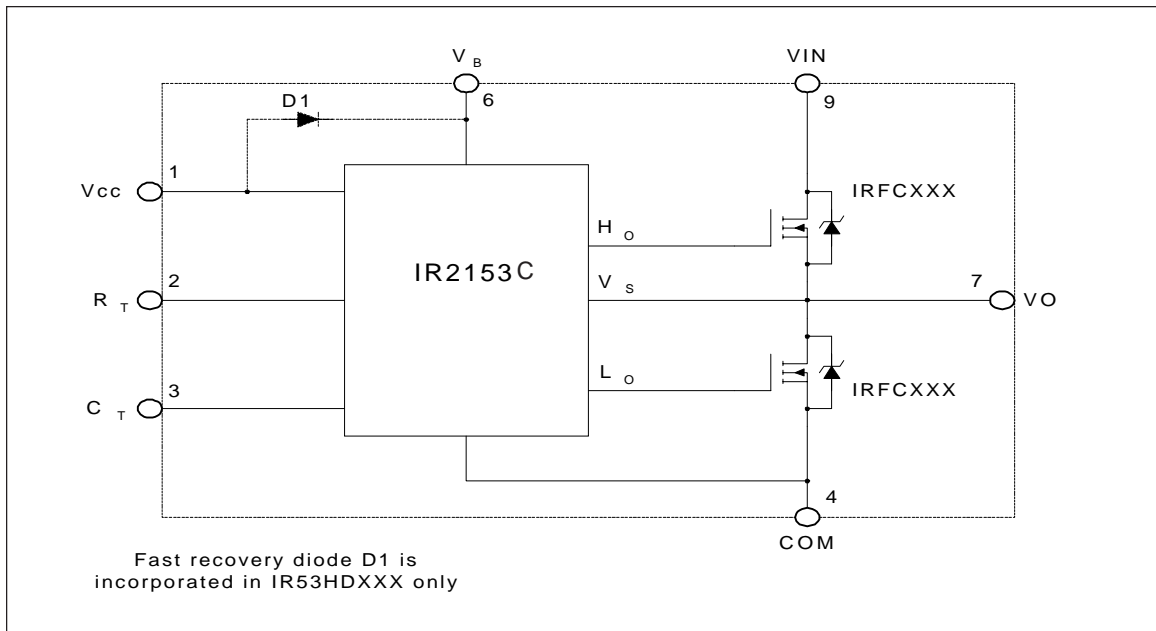 V B
VIN
6
9
D1
1
Vcc
IRFCXXX
H O
IR2153C
2
R T
V S
7
VO
3
C T
L O
IRFCXXX
4
COM
Fast recovery diode D1 is
incorporated in IR53HDXXX only